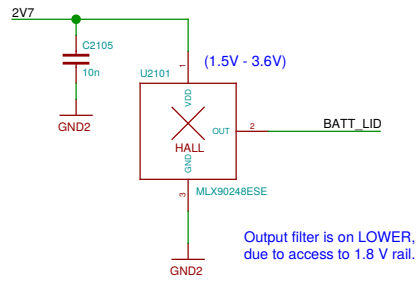 2V7
C2105
10n
GND2
(1.5V - 3.6V)
1
U2101
VDD
OUT
2
BATT_LID
HALL
GND
MLX90248ESE
3
GND2
Output filter is on LOWER,
due to access to 1.8 V rail.